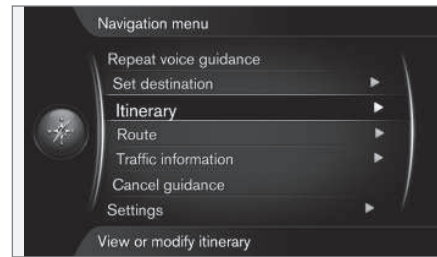 Navigation menu
Repeat voice guidance
Set destination
Itinerary
Route
Traffic information
Cancel guidance
Settings
View or modify itinerary